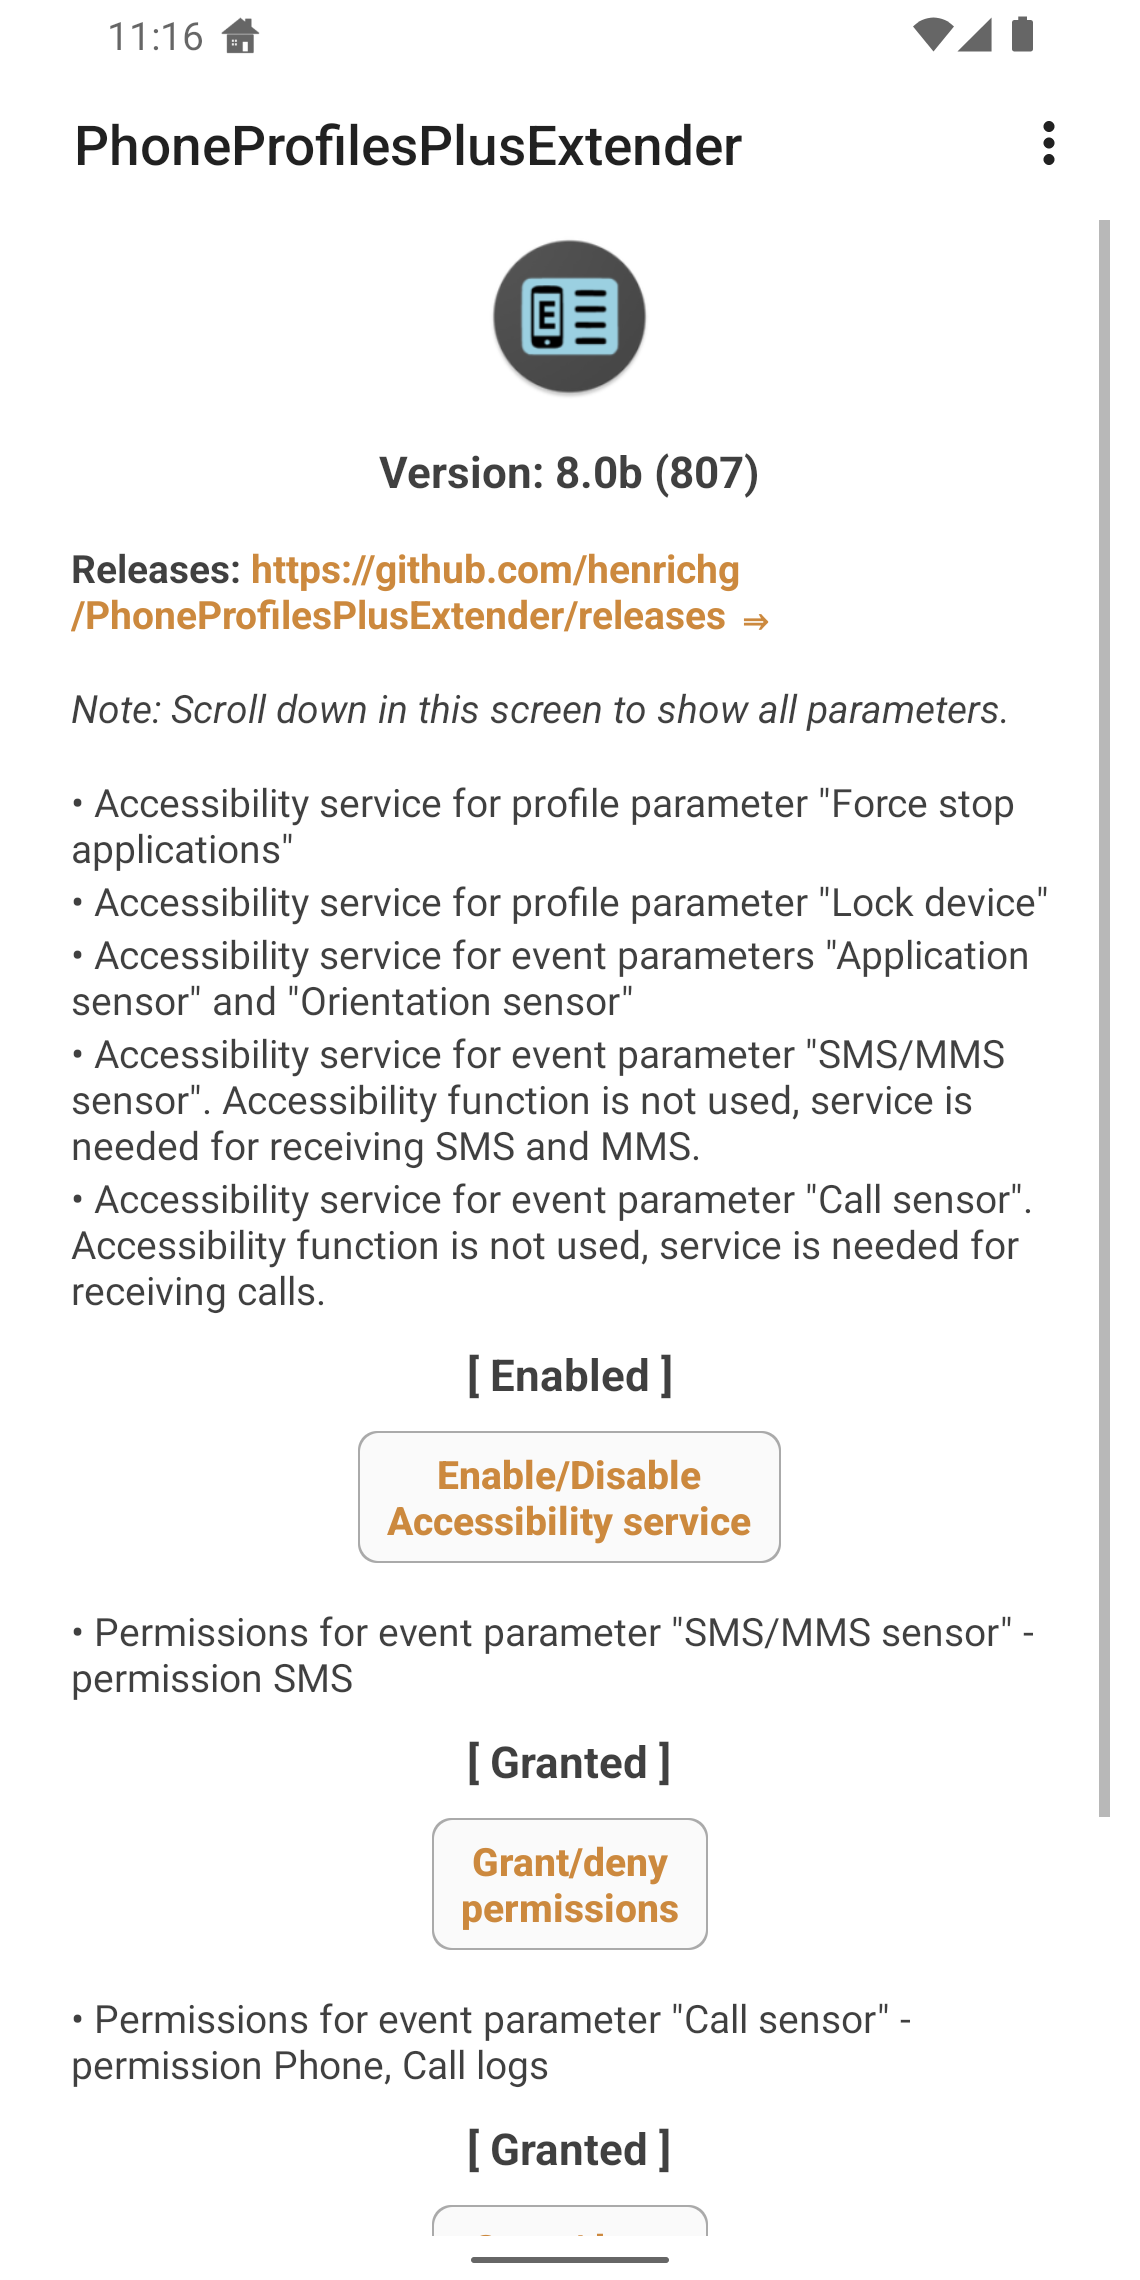 11:16
PhoneProfilesPlusExtender
E
Version: 8.0b (807)
Releases: https://github.com/henrichg
/PhoneProfilesPlusExtender/releases ⇒
Note: Scroll down in this screen to show all parameters.
• Accessibility service for profile parameter "Force stop
applications"
• Accessibility service for profile parameter "Lock device"
• Accessibility service for event parameters "Application
sensor" and "Orientation sensor"
• Accessibility service for event parameter "SMS/MMS
sensor". Accessibility function is not used, service is
needed for receiving SMS and MMS.
• Accessibility service for event parameter "Call sensor".
Accessibility function is not used, service is needed for
receiving calls.
[ Enabled ]
Enable/Disable
Accessibility service
• Permissions for event parameter "SMS/MMS sensor" -
permission SMS
[ Granted ]
Grant/deny
permissions
• Permissions for event parameter "Call sensor" -
permission Phone, Call logs
[ Granted ]